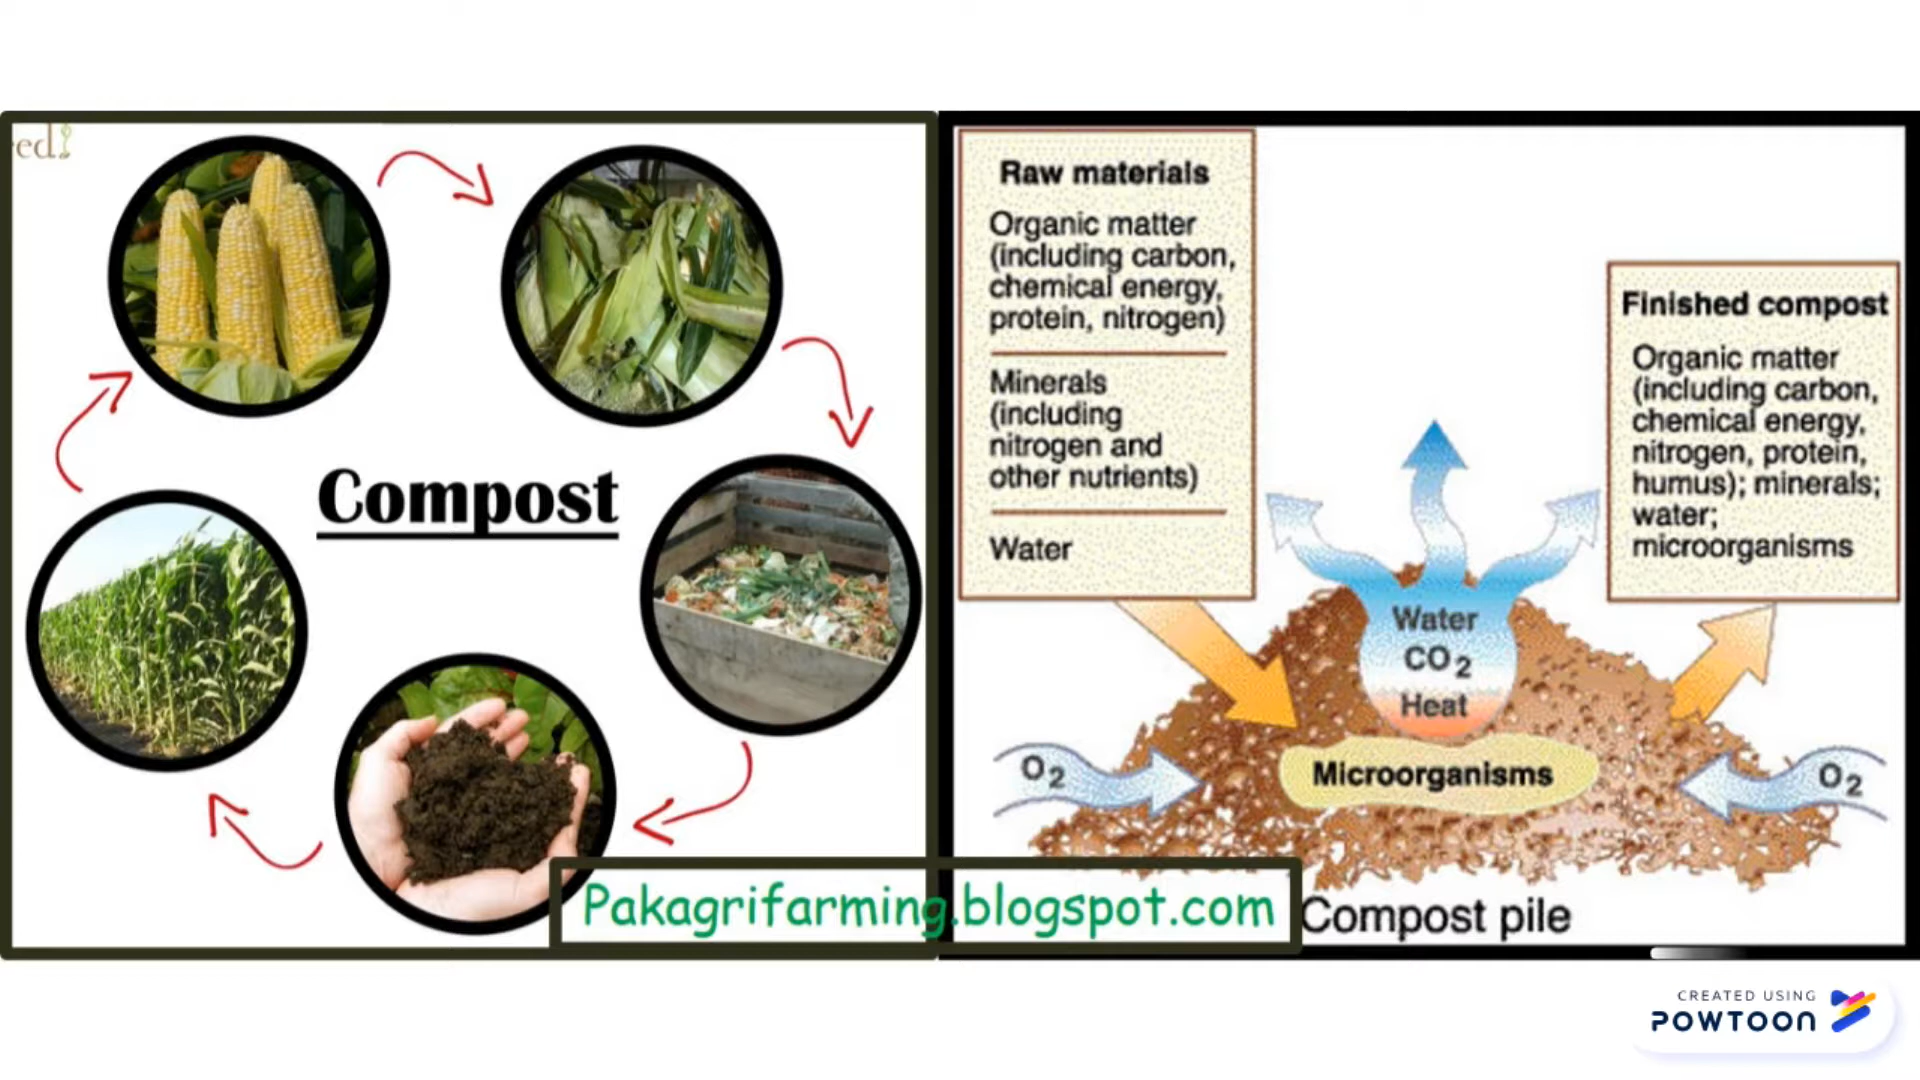 ed
Compost
Raw materials
Organic matter
(including carbon,
chemical energy,
protein, nitrogen)
Minerals
(including
nitrogen and
other nutrients)
Water
Finished compost
Organic matter
(including carbon,
chemical energy,
nitrogen, protein,
humus); minerals;
water;
microorganisms
Water
CO2
Heat
O2
Microorganisms
O2
Pakagrifarming.blogspot.com
Compost pile
CREATED USING
POWTOON